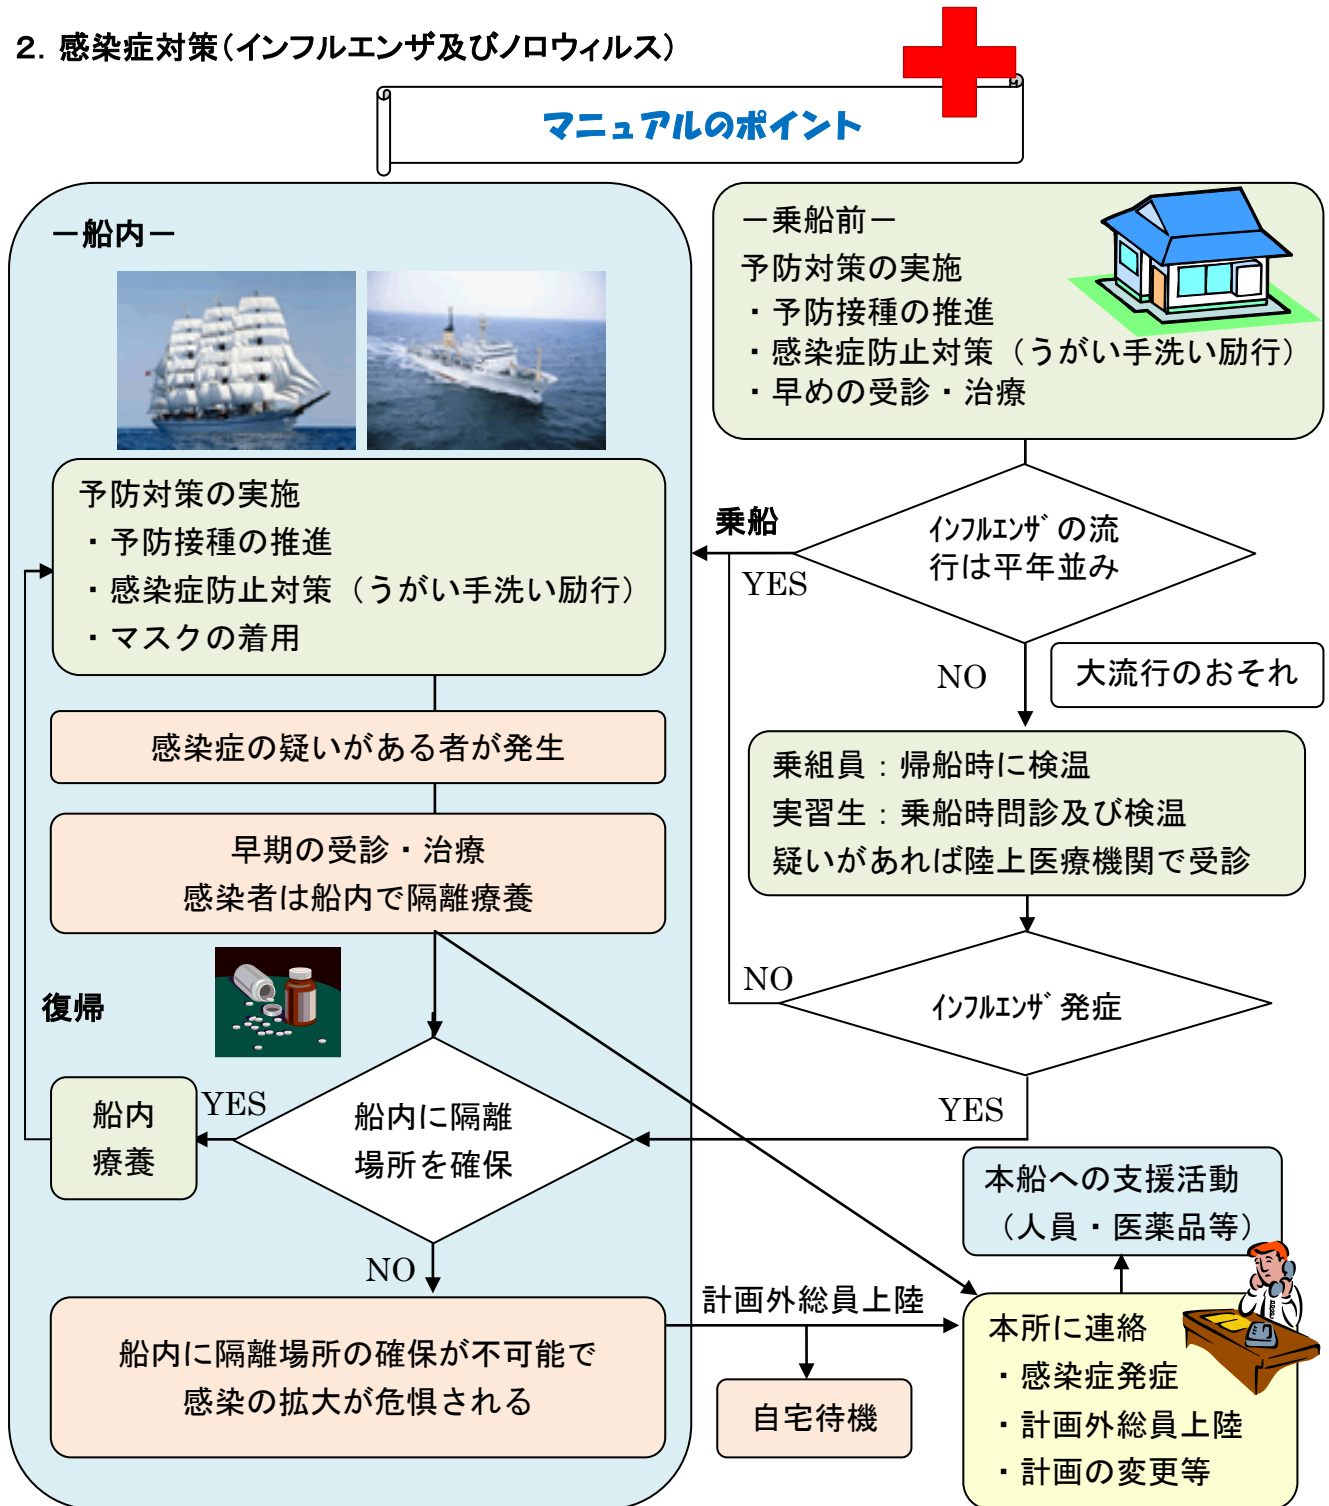 2．感染症対策（インフルエンザ及びノロウィルス）
マニュアルのポイント
－船内－
予防対策の実施
・予防接種の推進
・感染症防止対策（うがい手洗い励行）
・マスクの着用
感染症の疑いがある者が発生
早期の受診・治療
感染者は船内で隔離療養
復帰
船内
療養
YES
船内に隔離
場所を確保
NO
船内に隔離場所の確保が不可能で
感染の拡大が危惧される
－乗船前－
予防対策の実施
・予防接種の推進
・感染症防止対策（うがい手洗い励行）
・早めの受診・治療
乗船
YES
ｲﾝﾌﾙｴﾝｻﾞの流
行は平年並み
NO
大流行のおそれ
乗組員：帰船時に検温
実習生：乗船時問診及び検温
疑いがあれば陸上医療機関で受診
NO
ｲﾝﾌﾙｴﾝｻﾞ発症
YES
本船への支援活動
（人員・医薬品等）
計画外総員上陸
自宅待機
本所に連絡
・感染症発症
・計画外総員上陸
・計画の変更等